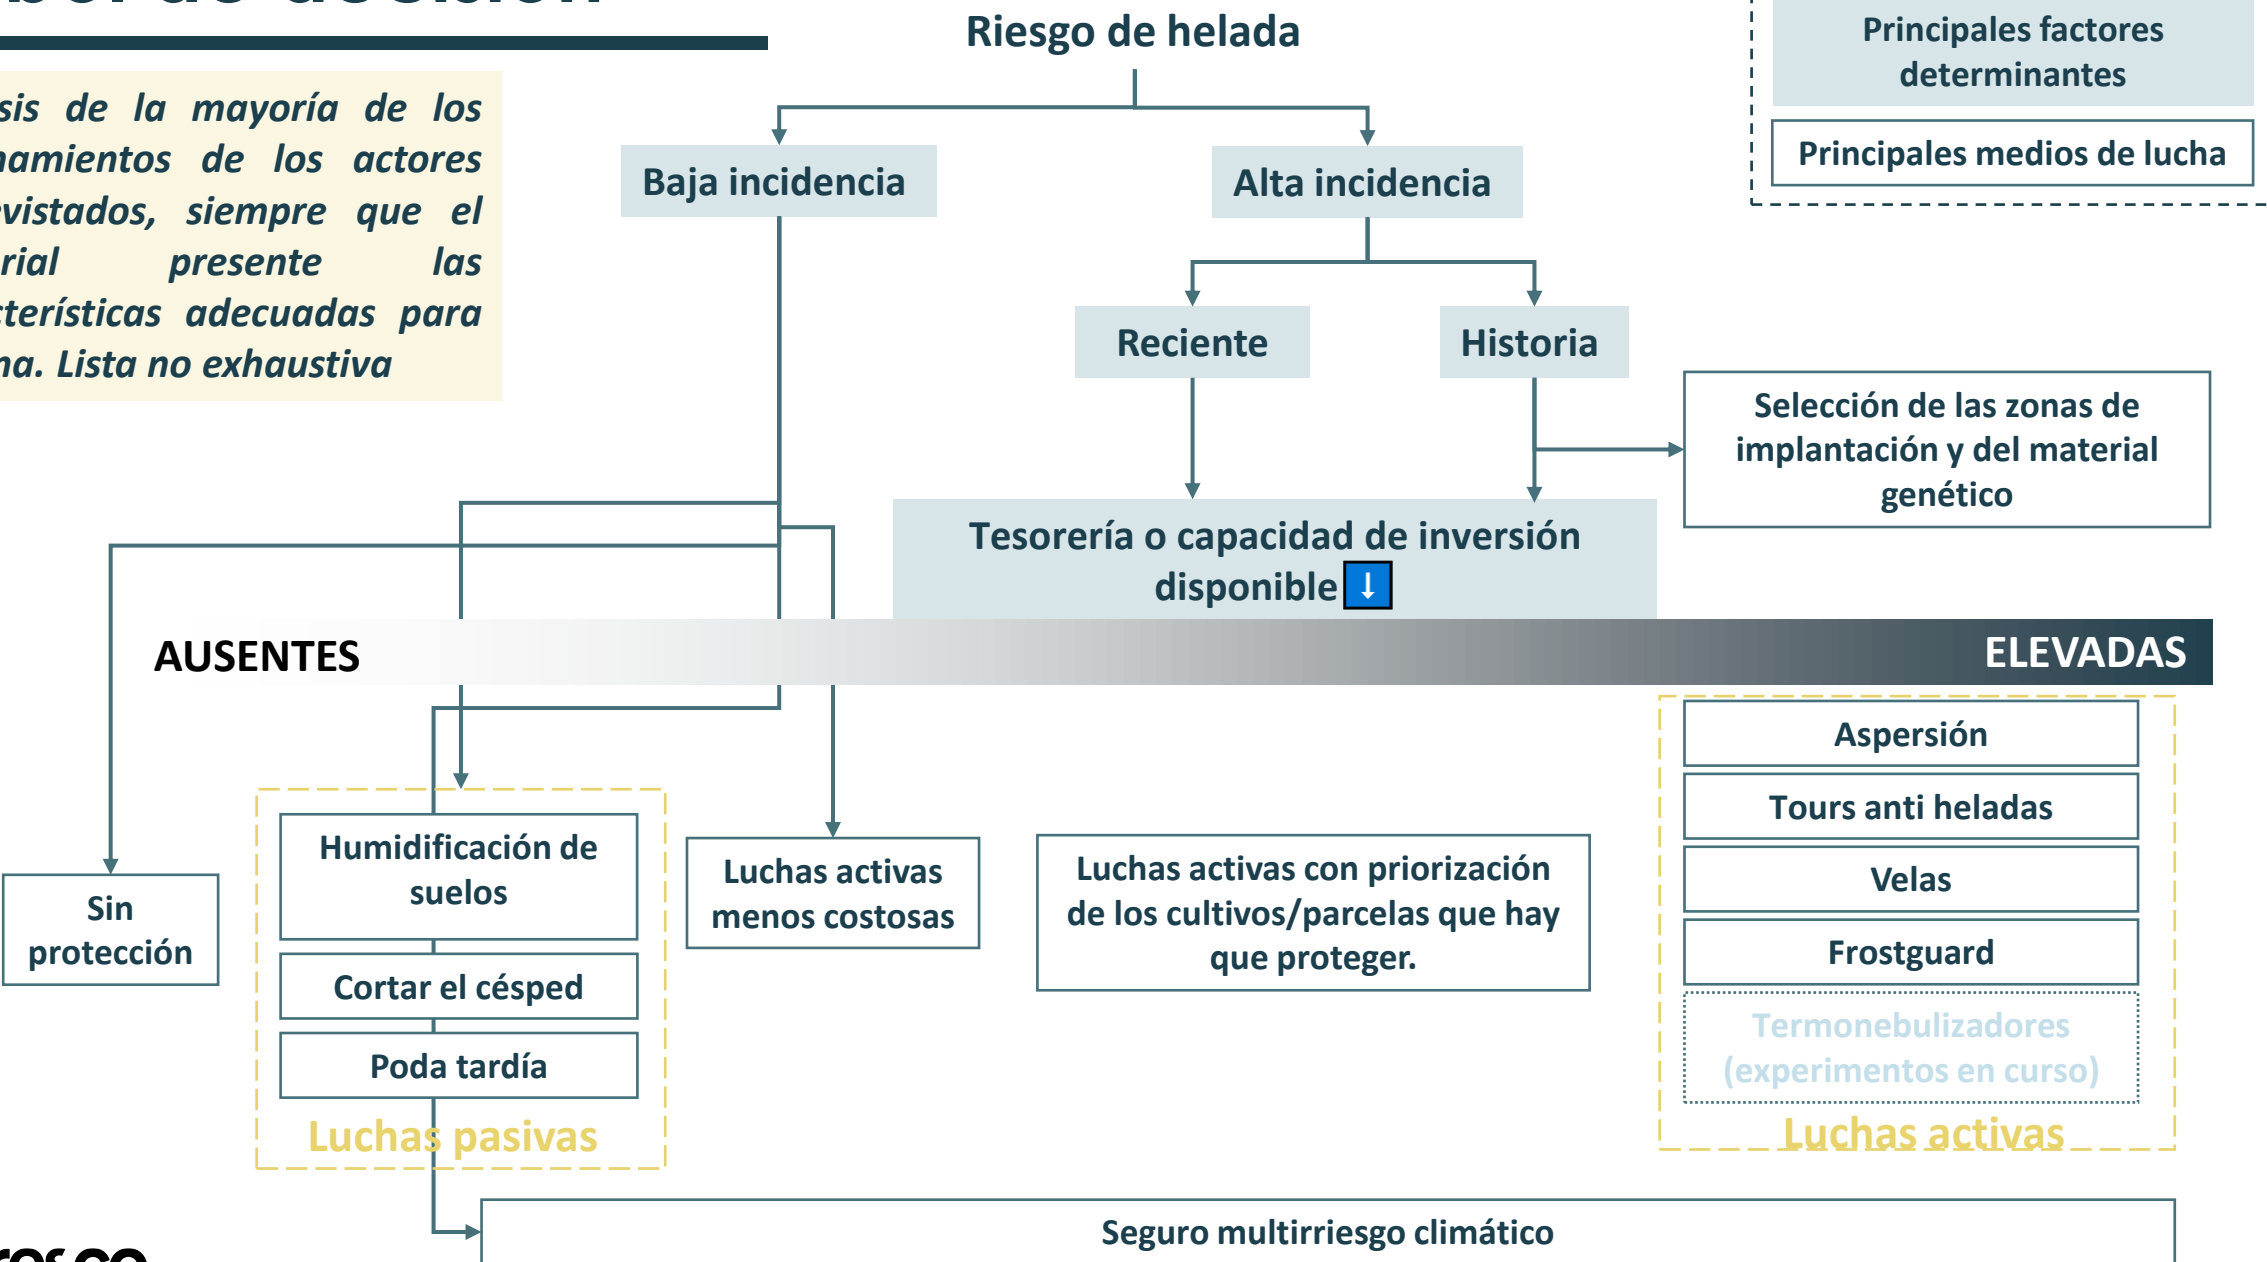 de decisión
Riesgo de helada
Principales factores
determinantes
Principales medios de lucha
de la mayoría de los
de los actores
siempre que el
presente las
adecuadas para
Lista no exhaustiva
Baja incidencia
Alta incidencia
Reciente
Historia
Selección de las zonas de
implantación y del material
genético
Tesorería o capacidad de inversión
disponible ↓
AUSENTES
ELEVADAS
Sin
protección
Humidificación de
suelos
Cortar el césped
Poda tardía
Luchas pasivas
Luchas activas
menos costosas
Luchas activas con priorización
de los cultivos/parcelas que hay
que proteger.
Aspersión
Tours anti heladas
Velas
Frostguard
Termonebulizadores
(experimentos en curso)
Luchas activas
Seguro multirriesgo climático